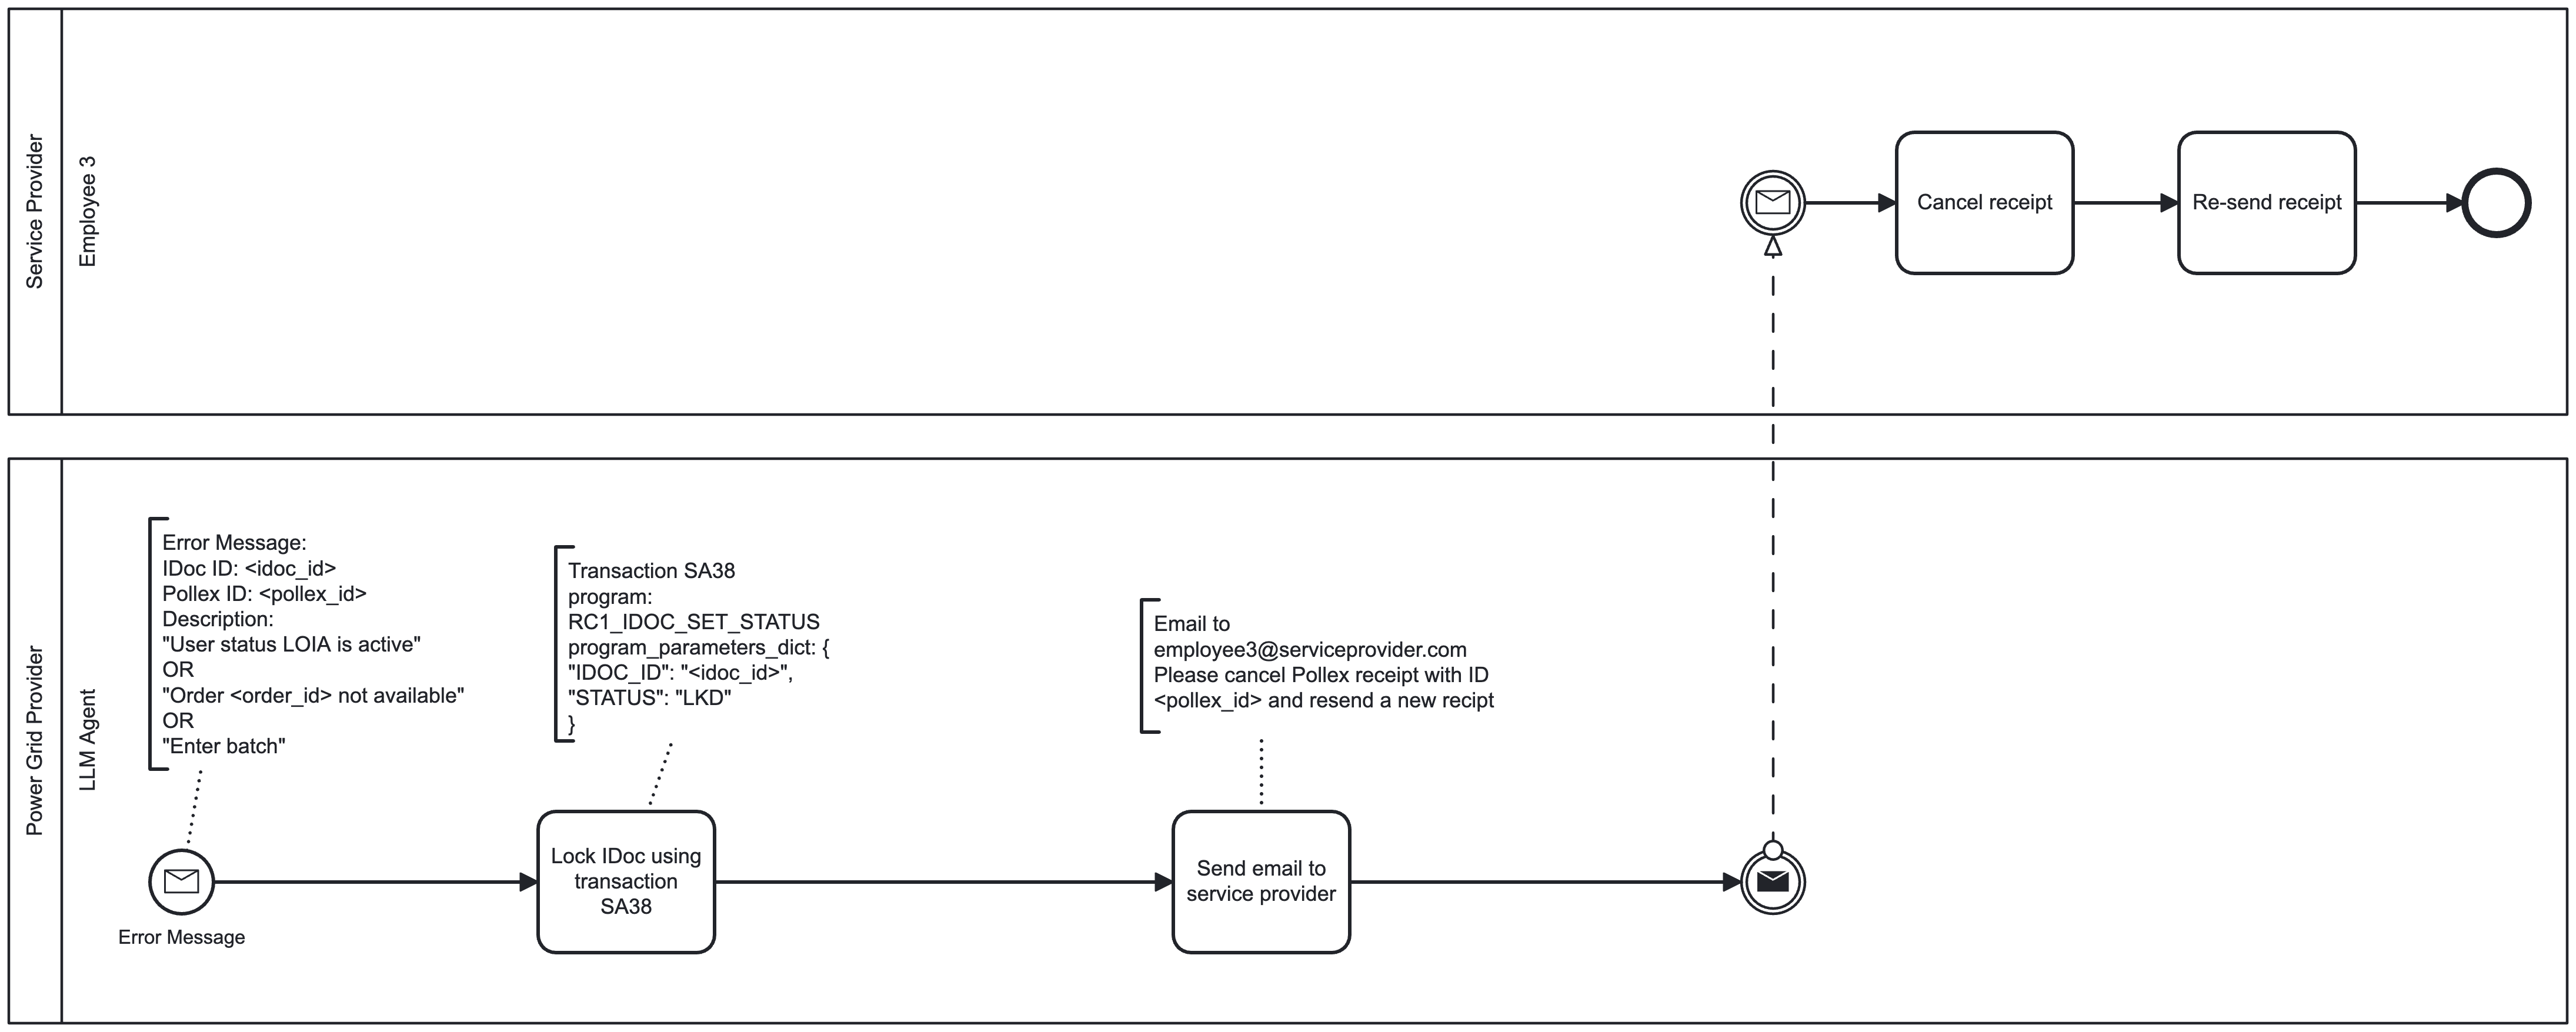 Service Provider
Employee 3
Cancel receipt
Re-send receipt
Power Grid Provider
LLM Agent
Error Message:
IDoc ID: <idoc_id>
Pollex ID: <pollex_id>
Description:
"User status LOIA is active"
OR
"Order <order_id> not available"
OR
"Enter batch"
Transaction SA38
program:
RC1_IDOC_SET_STATUS
program_parameters_dict: {
"IDOC_ID": "<idoc_id>",
"STATUS": "LKD"
}
Email to
employee3@serviceprovider.com
Please cancel Pollex receipt with ID
<pollex_id> and resend a new recipt
Error Message
Lock IDoc using
transaction
SA38
Send email to
service provider